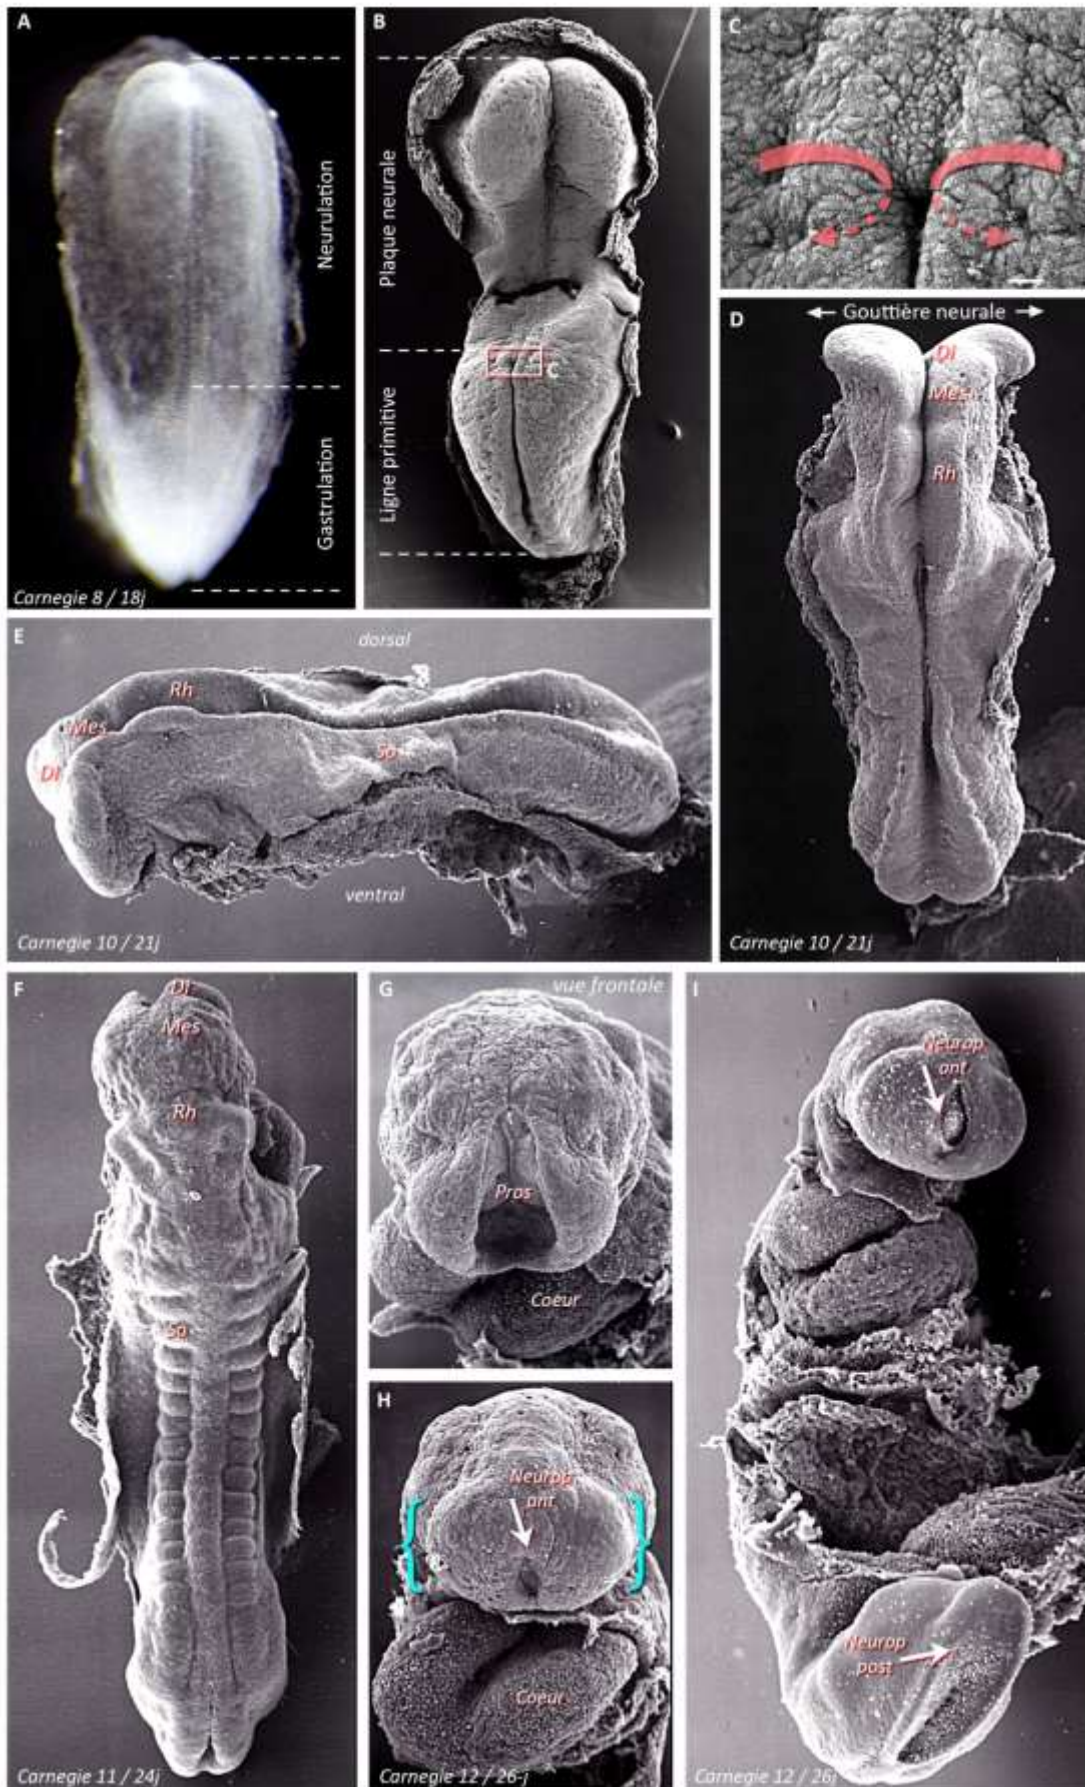 A
Neurulation
Gastrulation
Carnegie 8 / 18j
B
Plaque neurale
Ligne primitive
C
C
D
← Gouttière neurale →
Di
Mes
Rh
Carnegie 10 / 21j
E
dorsal
Rh
Mes
Di
So
ventral
Carnegie 10 / 21j
F
Di
Mes
Rh
So
Carnegie 11 / 24j
G
vue frontale
Pros
Coeur
H
Neurop
ant
Coeur
Carnegie 12 / 26-j
I
Neurop
ant
Neurop
post
Carnegie 12 / 26j